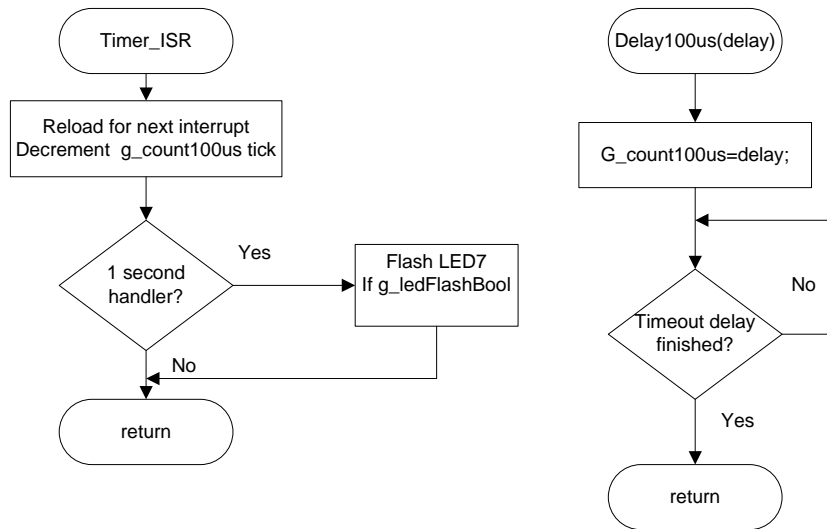 Timer_ISR
Reload for next interrupt
Decrement g_count100us tick
1 second
handler?
Yes
Flash LED7
If g_ledFlashBool
No
return
Delay100us(delay)
G_count100us=delay;
No
Timeout delay
finished?
Yes
return